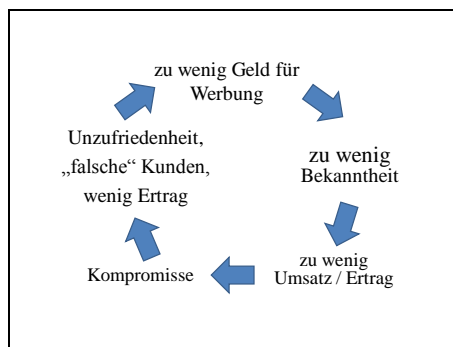 zu wenig Geld für
Werbung
zu wenig
Bekanntheit
zu wenig
Umsatz / Ertrag
Kompromisse
Unzufriedenheit,
„falsche“ Kunden,
wenig Ertrag